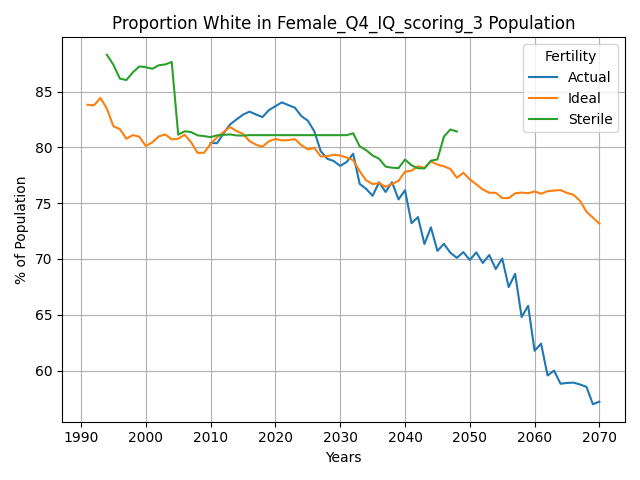 Proportion White in Female_Q4_IQ_scoring_3 Population
Fertility
Actual
Ideal
Sterile
% of Population
85
80
75
70
65
60
1990 2000 2010 2020 2030 2040 2050 2060 2070
Years